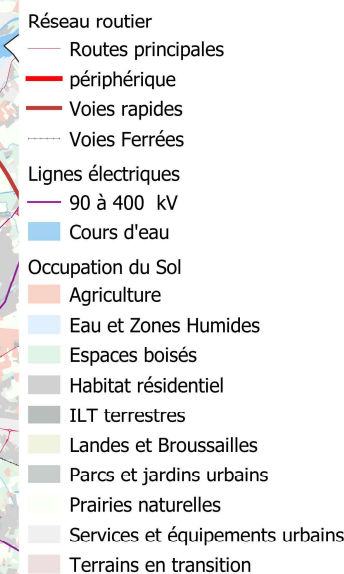 Réseau routier
Routes principales
périphérique
Voies rapides
Voies Ferrées
Lignes électriques
90 à 400 kV
Cours d'eau
Occupation du Sol
Agriculture
Eau et Zones Humides
Espaces boisés
Habitat résidentiel
ILT terrestres
Landes et Broussailles
Parcs et jardins urbains
Prairies naturelles
Services et équipements urbains
Terrains en transition